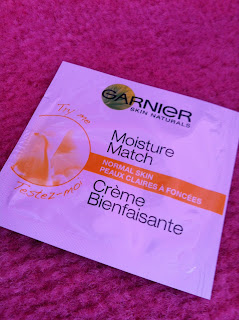 GARNIER
SKIN NATURALS
Try me
Moisture
Match
NORMAL SKIN
PEAUX CLAIRES À FONCÉES
Testez-moi
Crème
Bienfaisante